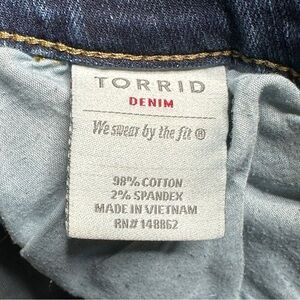 TORRID
DENIM
We swear by the fit ®
98% COTTON
2% SPANDEX
MADE IN VIETNAM
RN# 148862